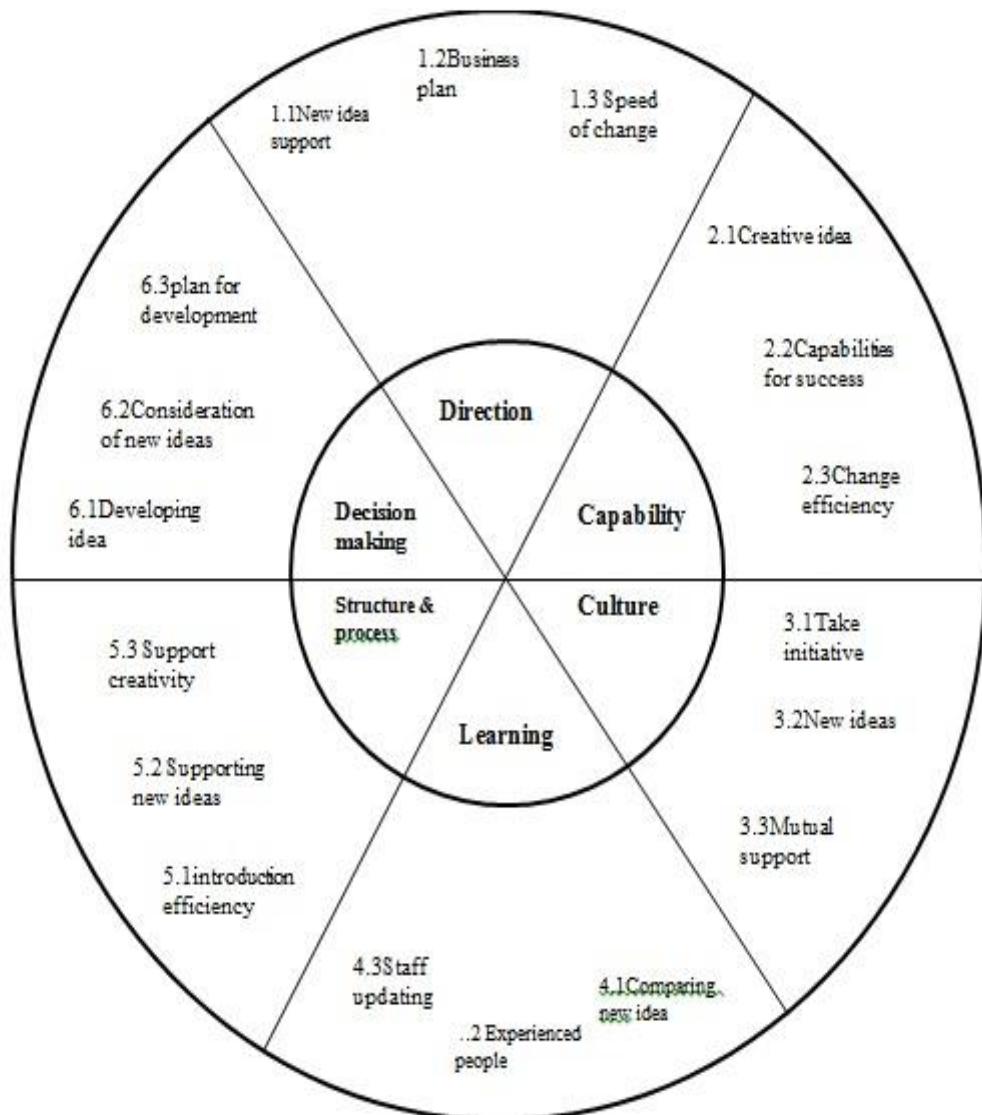 1.1New idea
support
1.2Business
plan
1.3 Speed
of change
2.1Creative idea
2.2Capabilities
for success
2.3Change
efficiency
3.1Take
initiative
3.2New ideas
3.3Mutual
support
4.1Comparing
new idea
..2 Experienced
people
4.3Staff
updating
5.1introduction
efficiency
5.2 Supporting
new ideas
5.3 Support
creativity
6.1Developing
idea
6.2Consideration
of new ideas
6.3plan for
development
Direction
Capability
Culture
Learning
Structure &
process
Decision
making